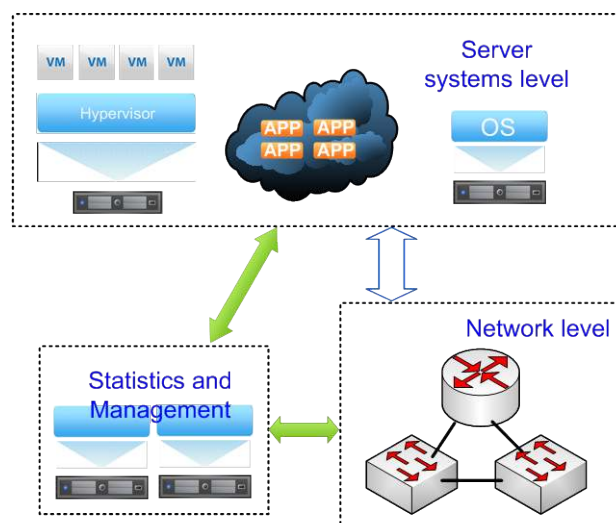 VM VM VM VM
Hypervisor
APP APP
APP APP
Server
systems level
OS
Statistics and
Management
Network level